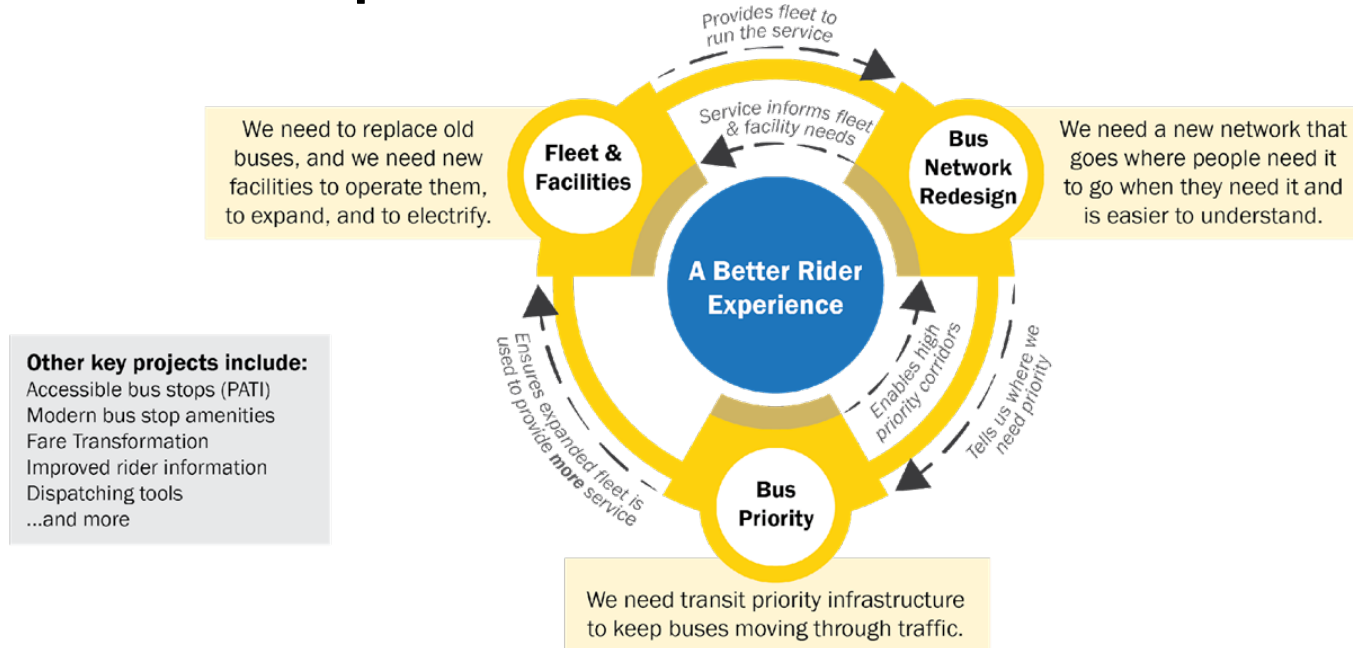 Provides fleet to
run the service
Service informs fleet
& facility needs
We need to replace old
buses, and we need new
facilities to operate them,
to expand, and to electrify.
Fleet &
Facilities
Bus
Network
Redesign
We need a new network that
goes where people need it
to go when they need it and
is easier to understand.
A Better Rider
Experience
Other key projects include:
Accessible bus stops (PATI)
Modern bus stop amenities
Fare Transformation
Improved rider information
Dispatching tools
...and more
Ensures expanded fleet is
used to provide more service
Enables high
priority corridors
Tells us where we
need priority
Bus
Priority
We need transit priority infrastructure
to keep buses moving through traffic.